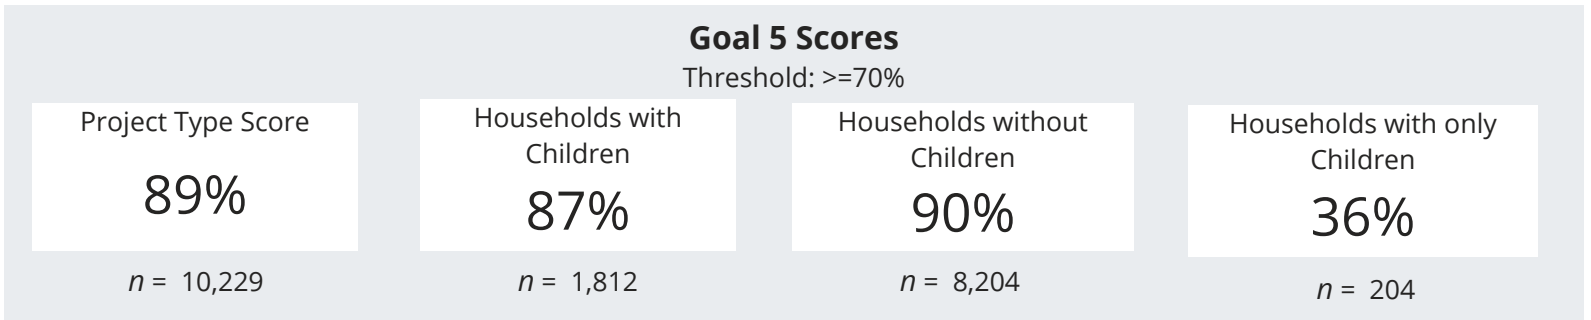 Goal 5 Scores
Threshold: >=70%
Project Type Score
89%
n = 10,229
Households with
Children
87%
n = 1,812
Households without
Children
90%
n = 8,204
Households with only
Children
36%
n = 204